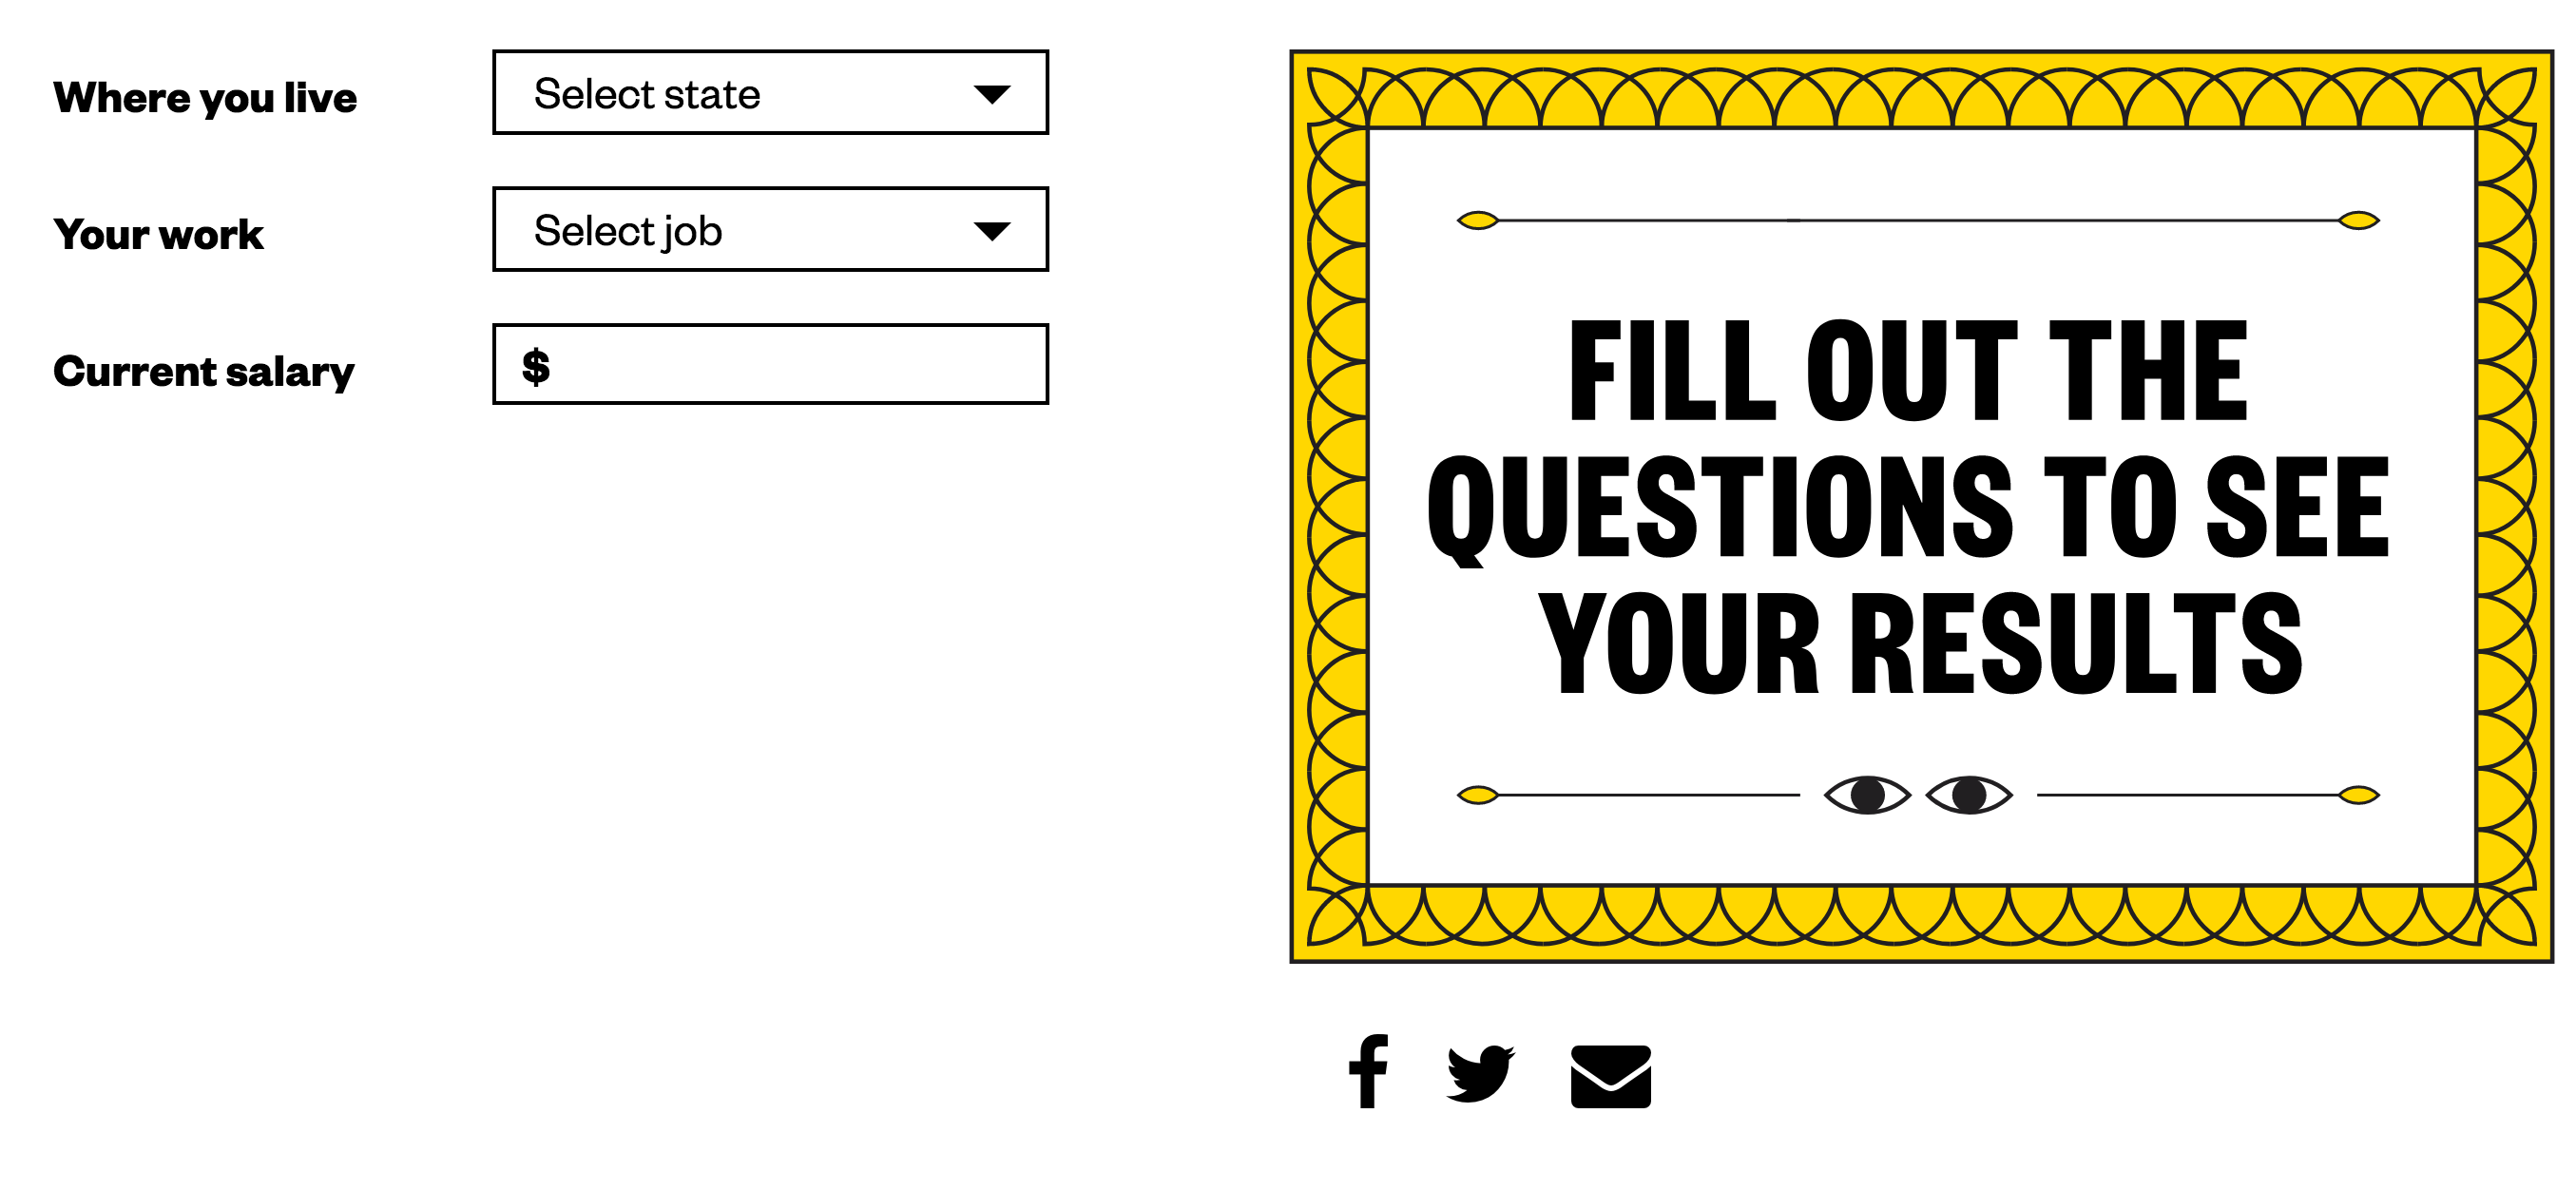 Where you live
Select state
Your work
Select job
Current salary
$
FILL OUT THE
QUESTIONS TO SEE
YOUR RESULTS